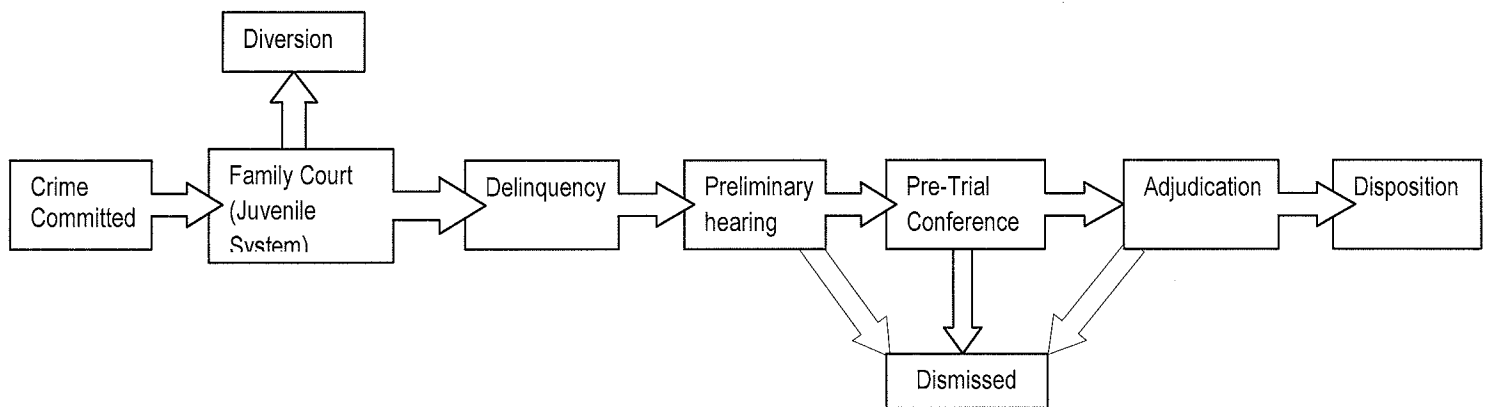 Diversion
Crime
Committed
Family Court
(Juvenile
System)
Delinquency
Preliminary
hearing
Pre-Trial
Conference
Adjudication
Disposition
Dismissed